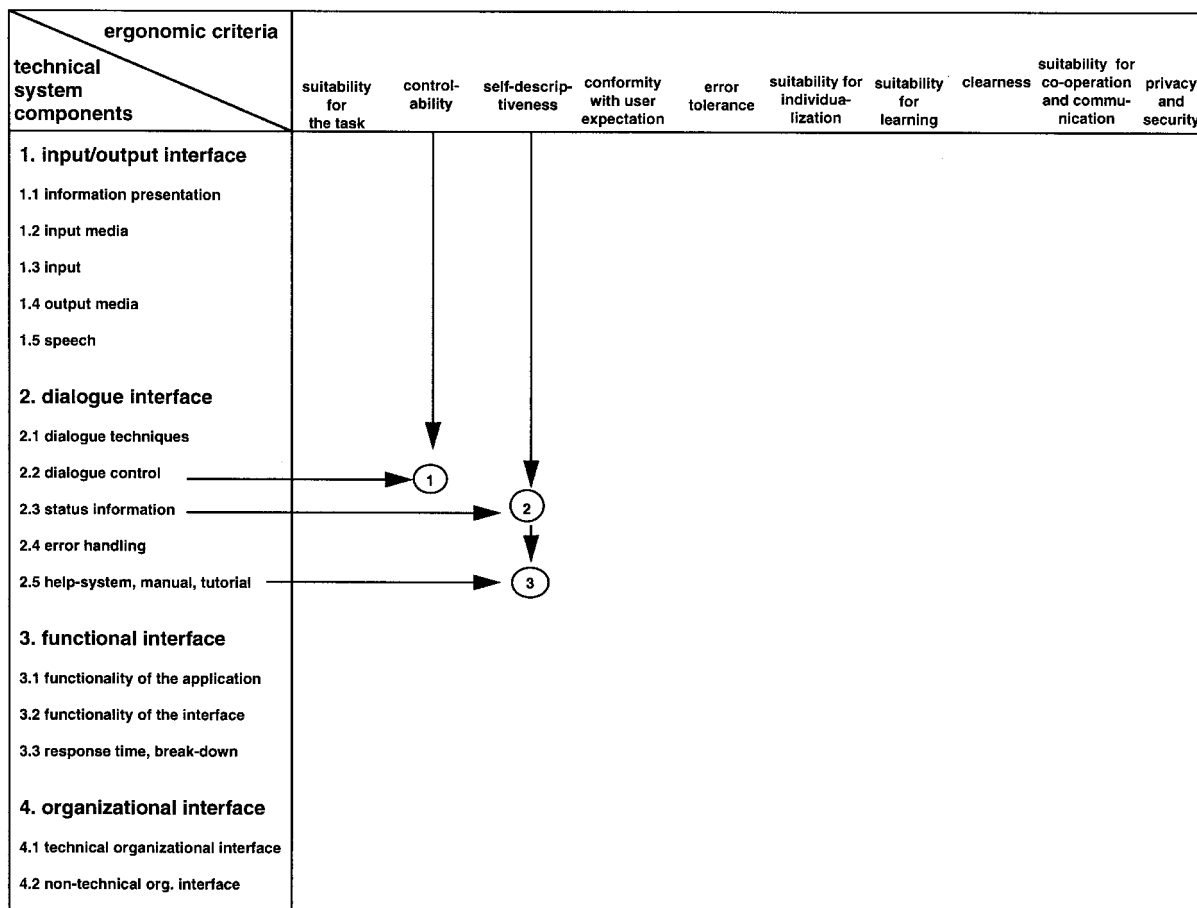 ergonomic criteria
technical
system
components
suitability
for
the task
control-
ability
self-descrip-
tiveness
conformity
with user
expectation
error
tolerance
suitability for
individua-
lization
suitability
for
learning
clearness
suitability for
co-operation
and commu-
nication
privacy
and
security
1. input/output interface
1.1 information presentation
1.2 input media
1.3 input
1.4 output media
1.5 speech
2. dialogue interface
2.1 dialogue techniques
2.2 dialogue control
1
2.3 status information
2
2.4 error handling
2.5 help-system, manual, tutorial
3
3. functional interface
3.1 functionality of the application
3.2 functionality of the interface
3.3 response time, break-down
4. organizational interface
4.1 technical organizational interface
4.2 non-technical org. interface